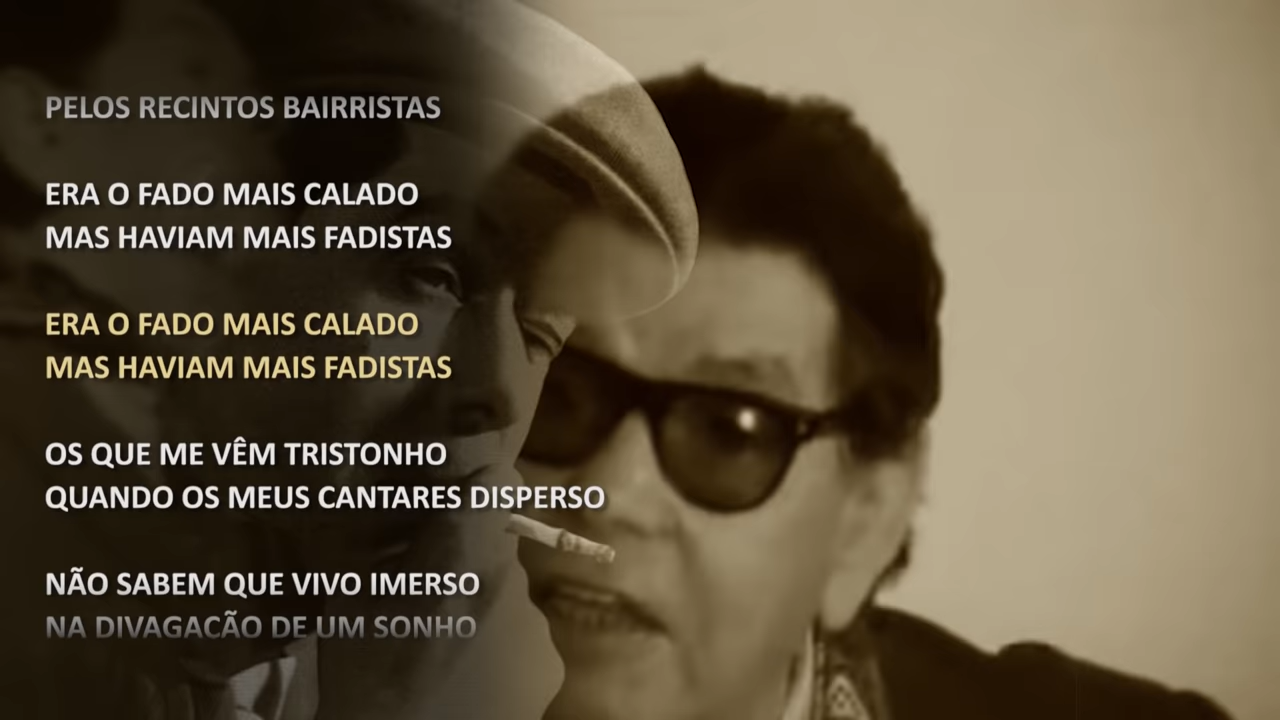 PELOS RECINTOS BAIRRISTAS
ERA O FADO MAIS CALADO
MAS HAVIAM MAIS FADISTAS
ERA O FADO MAIS CALADO
MAS HAVIAM MAIS FADISTAS
OS QUE ME VÊM TRISTONHO
QUANDO OS MEUS CANTARES DISPERSO
NÃO SABEM QUE VIVO IMERSO
NA DIVAGAÇÃO DE UM SONHO